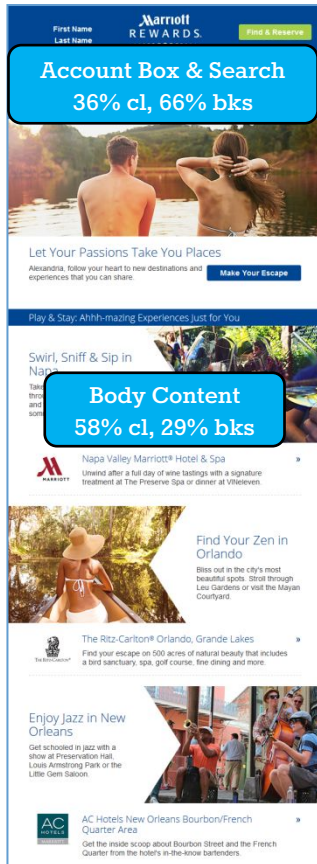 First Name
Last Name
Marriott
REWARDS.
Find & Reserve
Account Box & Search
36% cl, 66% bks
Let Your Passions Take You Places
Alexandria, follow your heart to new destinations and
experiences that you can share.
Make Your Escape
Play & Stay: Ahhh-mazing Experiences Just for You
Swirl, Sniff & Sip in
Napa
Body Content
58% cl, 29% bks
MARRIOTT
Napa Valley Marriott® Hotel & Spa »
Unwind after a full day of wine tastings with a signature
treatment at The Preserve Spa or dinner at VINeleven.
Find Your Zen in
Orlando
Bliss out in the city's most
beautiful spots. Stroll through
Leu Gardens or visit the Mayan
Courtyard.
THE RITZ-CARLTON®
The Ritz-Carlton® Orlando, Grande Lakes »
Find your escape on 500 acres of natural beauty that includes
a bird sanctuary, spa, golf course, fine dining and more.
Enjoy Jazz in New
Orleans
Get schooled in jazz with a
show at Preservation Hall,
Louis Armstrong Park or the
Little Gem Saloon.
AC
HOTELS
MARRIOTT
AC Hotels New Orleans Bourbon/French »
Quarter Area
Get the inside scoop about Bourbon Street and the French
Quarter from the hotel's in-the-know bartenders.